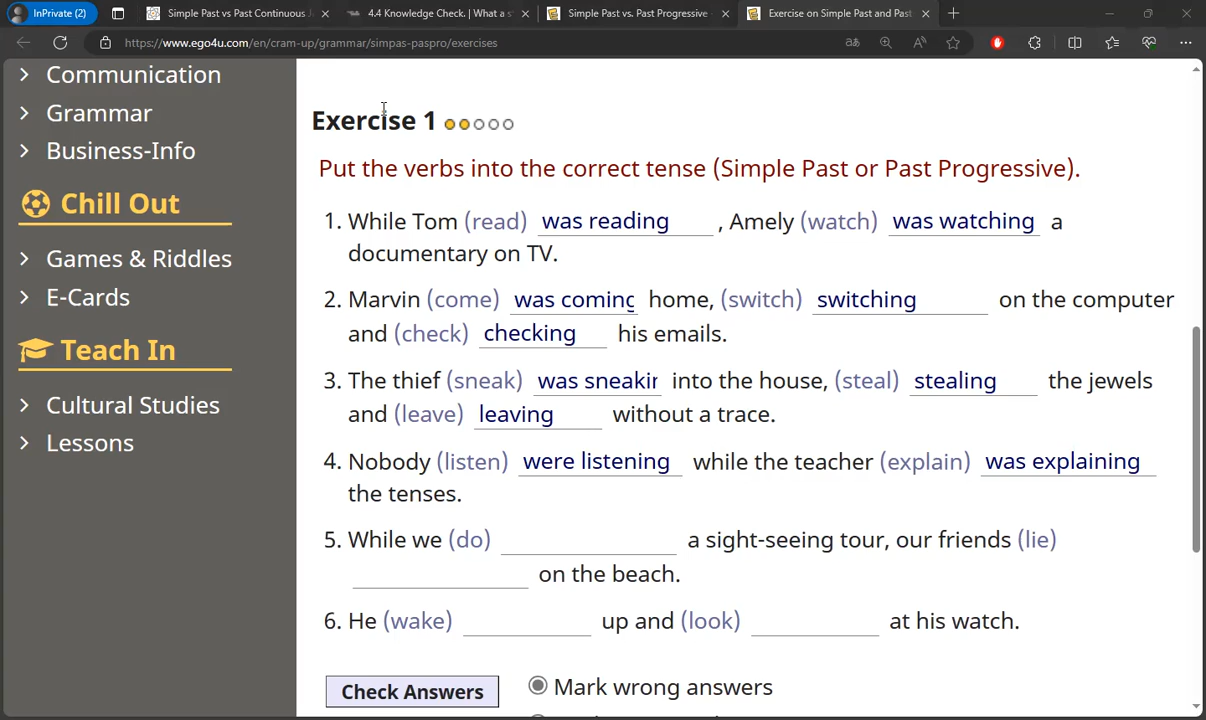 InPrivate (2)
Simple Past vs Past Continuous
4.4 Knowledge Check. | What a s
Simple Past vs. Past Progressive
Exercise on Simple Past and Past
https://www.ego4u.com/en/cram-up/grammar/simpas-paspro/exercises
Communication
Grammar
Business-Info
Chill Out
Games & Riddles
E-Cards
Teach In
Cultural Studies
Lessons
Exercise 1
Put the verbs into the correct tense (Simple Past or Past Progressive).
1. While Tom (read) was reading , Amely (watch) was watching a
documentary on TV.
2. Marvin (come) was coming home, (switch) switching on the computer
and (check) checking his emails.
3. The thief (sneak) was sneakin into the house, (steal) stealing the jewels
and (leave) leaving without a trace.
4. Nobody (listen) were listening while the teacher (explain) was explaining
the tenses.
5. While we (do) a sight-seeing tour, our friends (lie)
on the beach.
6. He (wake) up and (look) at his watch.
Check Answers
Mark wrong answers